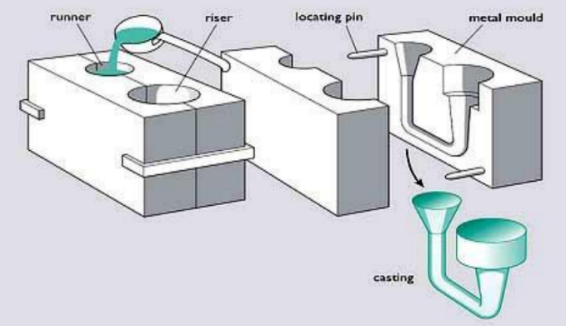 runner
riser
locating pin
metal mould
casting